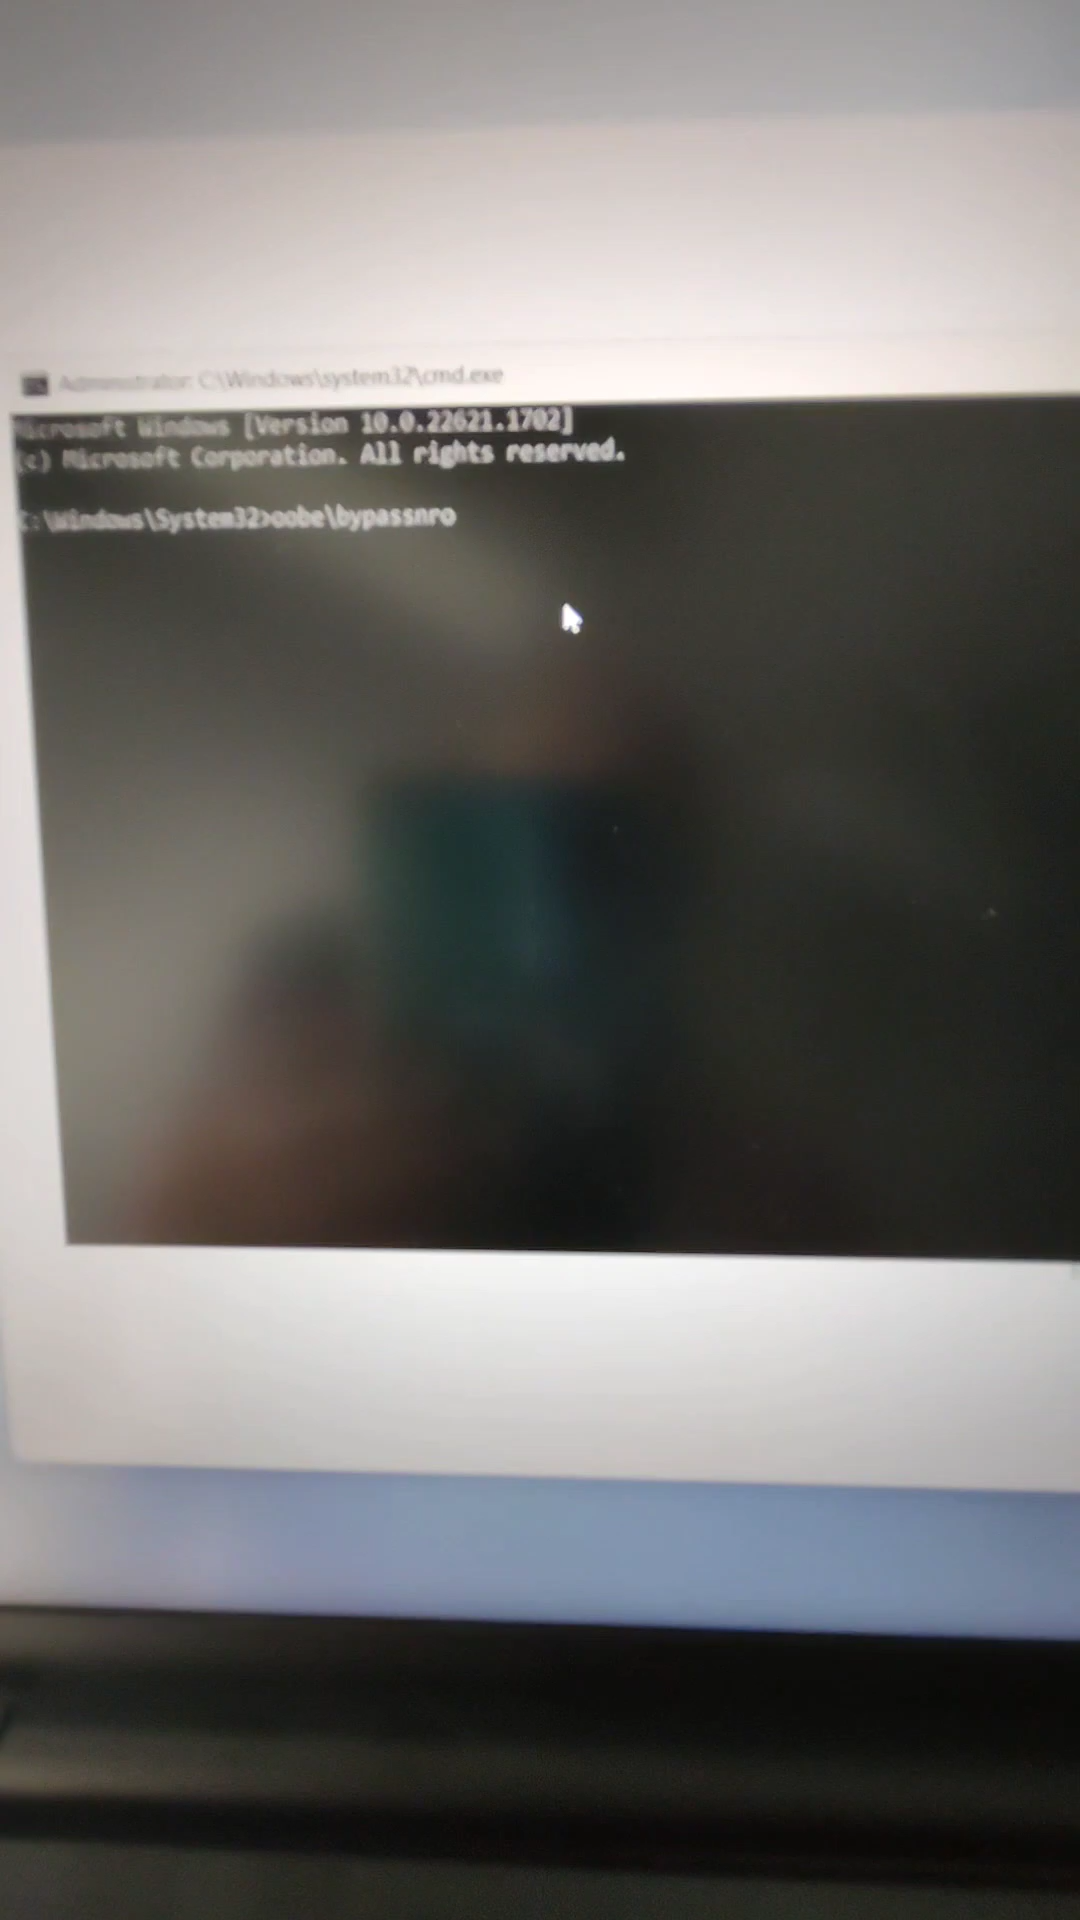 Administrator: C:\Windows\system32\cmd.exe
Microsoft Windows [Version 10.0.22621.1702]
(c) Microsoft Corporation. All rights reserved.
C:\Windows\System32>oobe\bypassnro